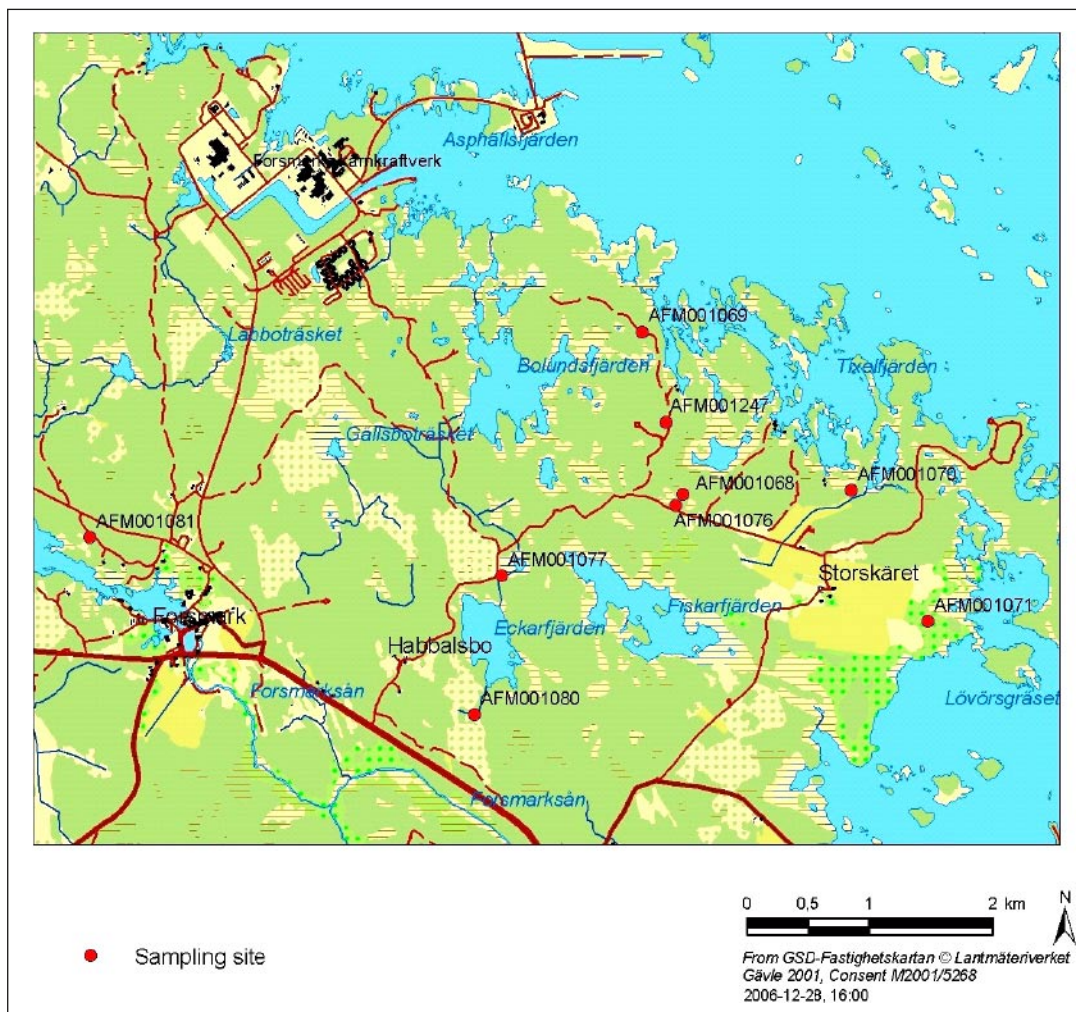 Asphällsfjärden
Forsmarks kärnkraftverk
AFM001069
Labboträsket
Bolundsfjärden
Tixelfjärden
AFM001247
Gällsboträsket
AFM001070
AFM001068
AFM001081
AFM001076
AFM001077
Storskäret
Fiskarfjärden
AFM001071
Forsmark
Eckarfjärden
Habbalsbo
Forsmarksån
AFM001080
Lövörsgräset
Forsmarksån
0 0,5 1 2 km
N
Sampling site
From GSD-Fastighetskartan © Lantmäteriverket
Gävle 2001, Consent M2001/5268
2006-12-28, 16:00